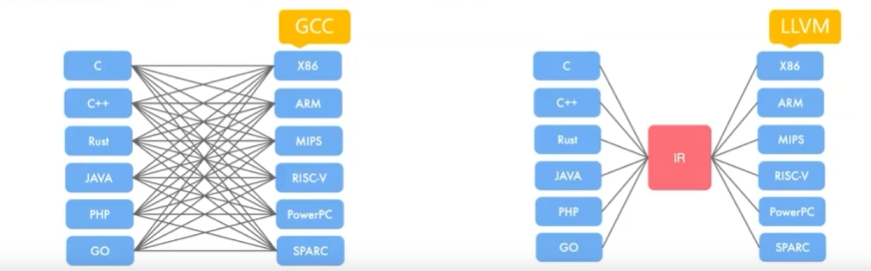 GCC
C
X86
C++
ARM
Rust
MIPS
JAVA
RISC-V
PHP
PowerPC
GO
SPARC
LLVM
C
X86
C++
ARM
Rust
MIPS
IR
JAVA
RISC-V
PHP
PowerPC
GO
SPARC